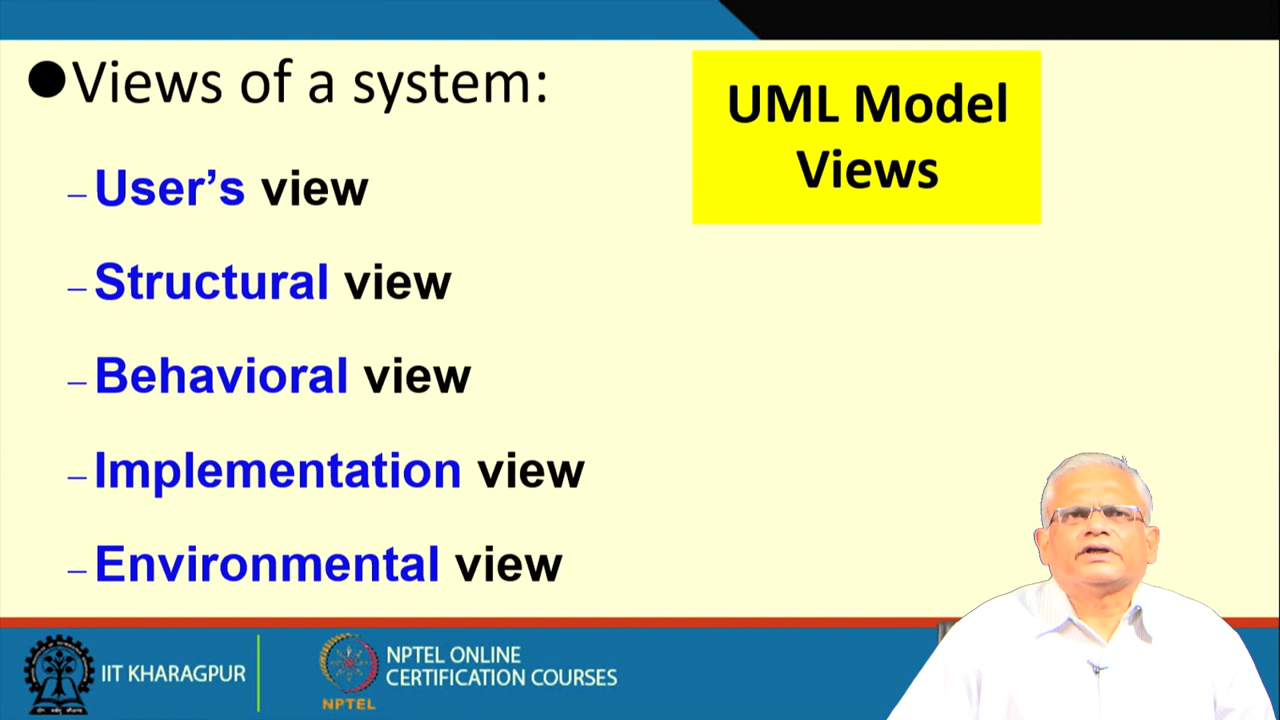 ●Views of a system:
UML Model
Views
– User’s view
– Structural view
– Behavioral view
– Implementation view
– Environmental view
IIT KHARAGPUR
NPTEL
NPTEL ONLINE
CERTIFICATION COURSES